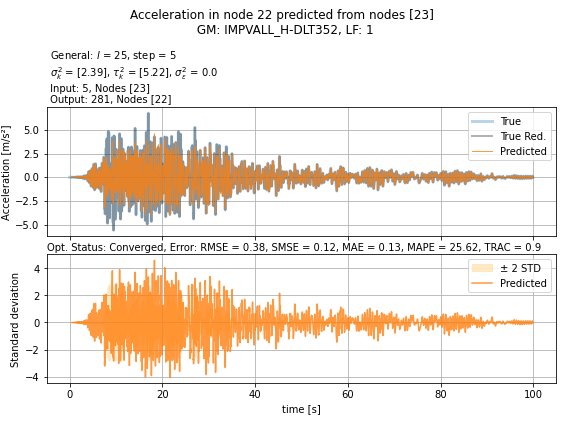 Acceleration in node 22 predicted from nodes [23]
GM: IMPVALL_H-DLT352, LF: 1
General: l = 25, step = 5
σ²ₖ = [2.39], τ²ₖ = [5.22], σ²ε = 0.0
Input: 5, Nodes [23]
Output: 281, Nodes [22]
Acceleration [m/s²]
5.0
2.5
0.0
−2.5
−5.0
True
True Red.
Predicted
Opt. Status: Converged, Error: RMSE = 0.38, SMSE = 0.12, MAE = 0.13, MAPE = 25.62, TRAC = 0.9
Standard deviation
4
2
0
−2
−4
± 2 STD
Predicted
0 20 40 60 80 100
time [s]